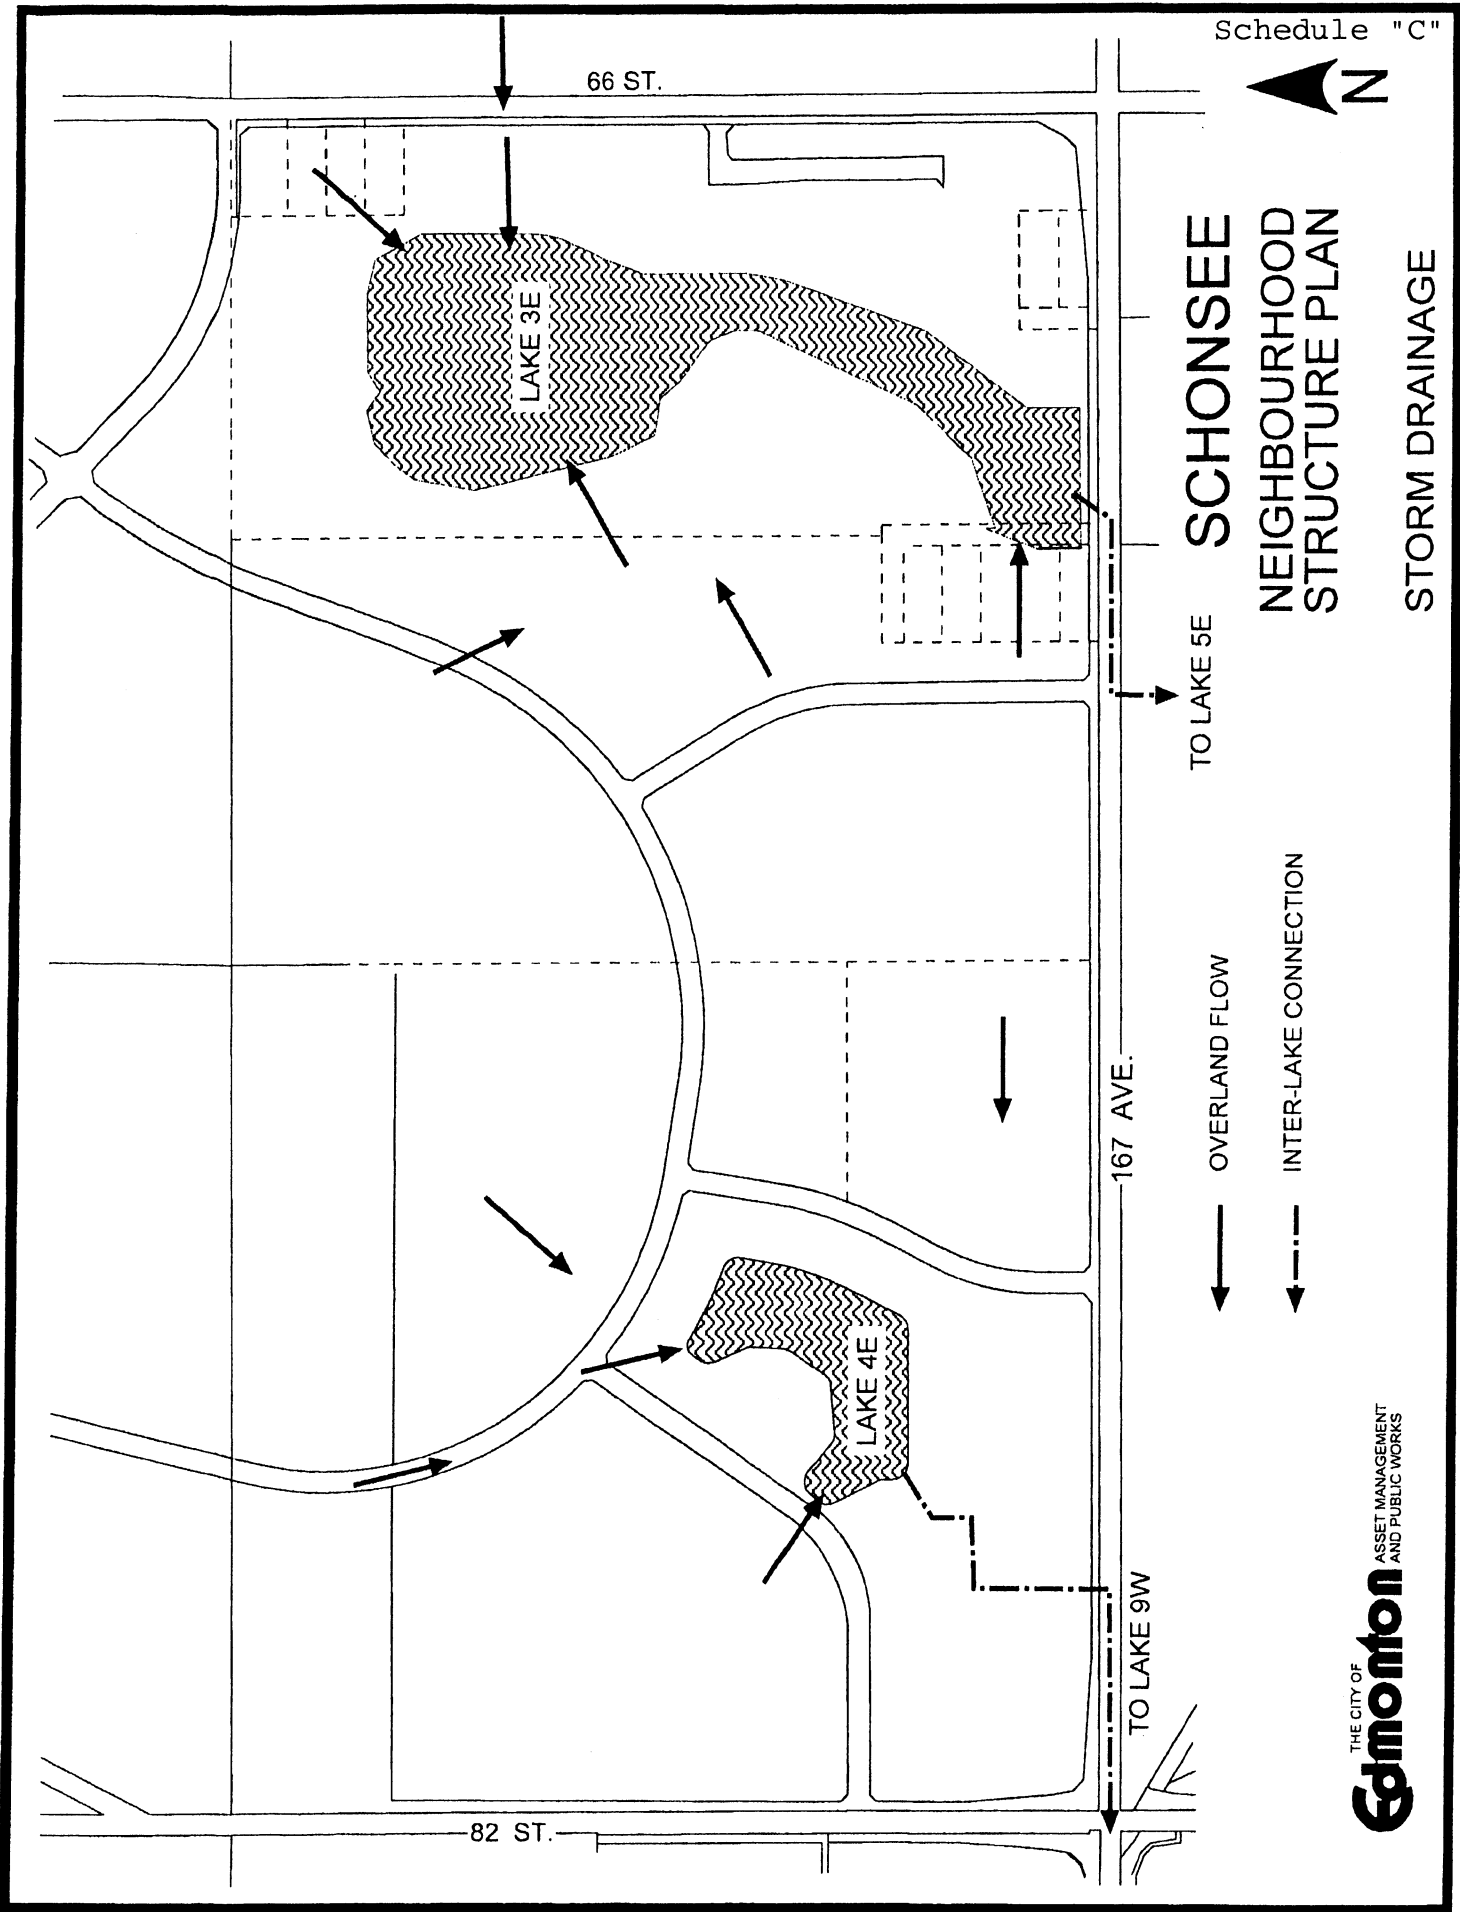 Schedule "C"
N
66 ST.
LAKE 3E
SCHONSEE
NEIGHBOURHOOD
STRUCTURE PLAN
STORM DRAINAGE
TO LAKE 5E
OVERLAND FLOW
INTER-LAKE CONNECTION
167 AVE.
LAKE 4E
TO LAKE 9W
82 ST.
THE CITY OF
Edmonton
ASSET MANAGEMENT
AND PUBLIC WORKS